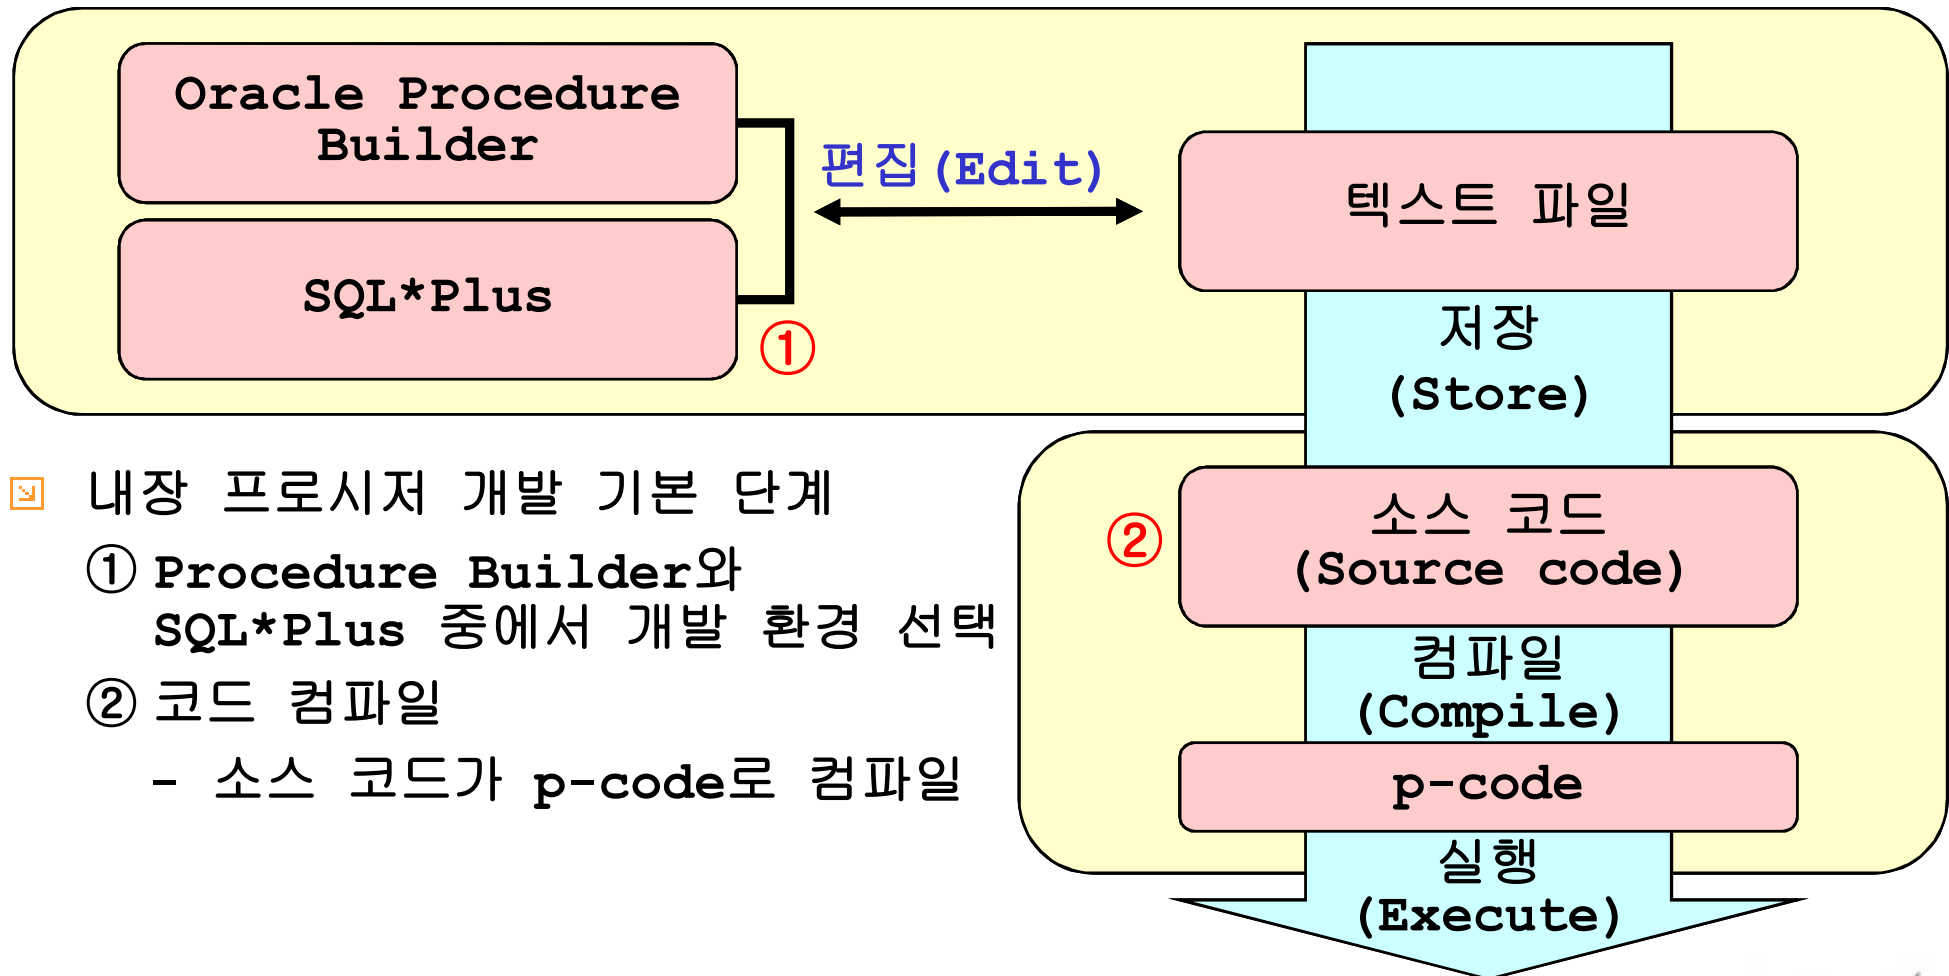 Oracle Procedure
Builder
SQL*Plus
①
편집(Edit)
텍스트 파일
저장
(Store)
내장 프로시저 개발 기본 단계
① Procedure Builder와
SQL*Plus 중에서 개발 환경 선택
② 코드 컴파일
- 소스 코드가 p-code로 컴파일
②
소스 코드
(Source code)
컴파일
(Compile)
p-code
실행
(Execute)